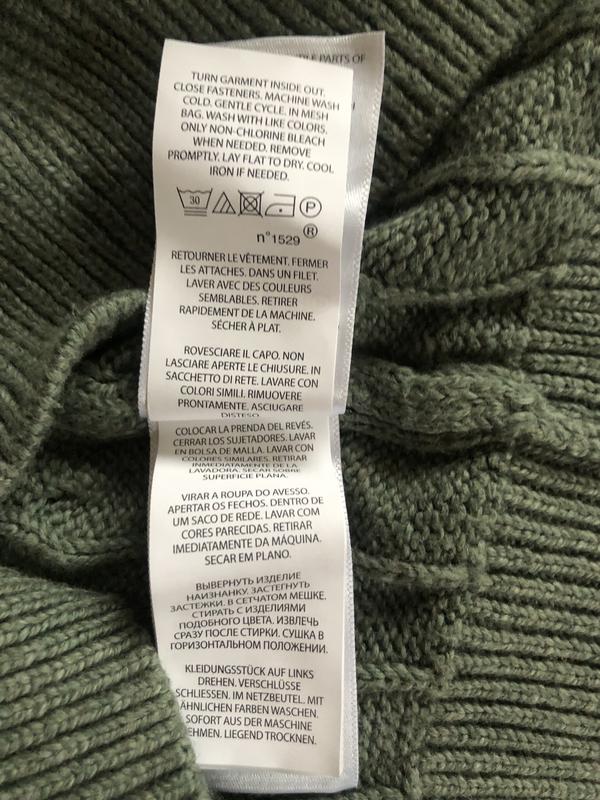 PARTS OF
TURN GARMENT INSIDE OUT.
CLOSE FASTENERS. MACHINE WASH
COLD. GENTLE CYCLE. IN MESH
BAG. WASH WITH LIKE COLORS.
ONLY NON-CHLORINE BLEACH
WHEN NEEDED. REMOVE
PROMPTLY. LAY FLAT TO DRY. COOL
IRON IF NEEDED.
30 P
n°1529 ®
RETOURNER LE VÊTEMENT. FERMER
LES ATTACHES. DANS UN FILET.
LAVER AVEC DES COULEURS
SEMBLABLES. RETIRER
RAPIDEMENT DE LA MACHINE.
SÉCHER À PLAT.
ROVESCIARE IL CAPO. NON
LASCIARE APERTE LE CHIUSURE. IN
SACCHETTO DI RETE. LAVARE CON
COLORI SIMILI. RIMUOVERE
PRONTAMENTE. ASCIUGARE
DISTESO.
COLOCAR LA PRENDA DEL REVÉS.
CERRAR LOS SUJETADORES. LAVAR
EN BOLSA DE MALLA. LAVAR CON
COLORES SIMILARES. RETIRAR
INMEDIATAMENTE DE LA
LAVADORA. SECAR SOBRE
SUPERFICIE PLANA.
VIRAR A ROUPA DO AVESSO.
APERTAR OS FECHOS. DENTRO DE
UM SACO DE REDE. LAVAR COM
CORES PARECIDAS. RETIRAR
IMEDIATAMENTE DA MÁQUINA.
SECAR EM PLANO.
ВЫВЕРНУТЬ ИЗДЕЛИЕ
НАИЗНАНКУ. ЗАСТЕГНУТЬ
ЗАСТЕЖКИ. В СЕТЧАТОМ МЕШКЕ.
СТИРАТЬ С ИЗДЕЛИЯМИ
ПОДОБНОГО ЦВЕТА. ИЗВЛЕЧЬ
СРАЗУ ПОСЛЕ СТИРКИ. СУШКА В
ГОРИЗОНТАЛЬНОМ ПОЛОЖЕНИИ.
KLEIDUNGSSTÜCK AUF LINKS
DREHEN. VERSCHLÜSSE
SCHLIESSEN. IM NETZBEUTEL. MIT
ÄHNLICHEN FARBEN WASCHEN.
SOFORT AUS DER MASCHINE
EHMEN. LIEGEND TROCKNEN.